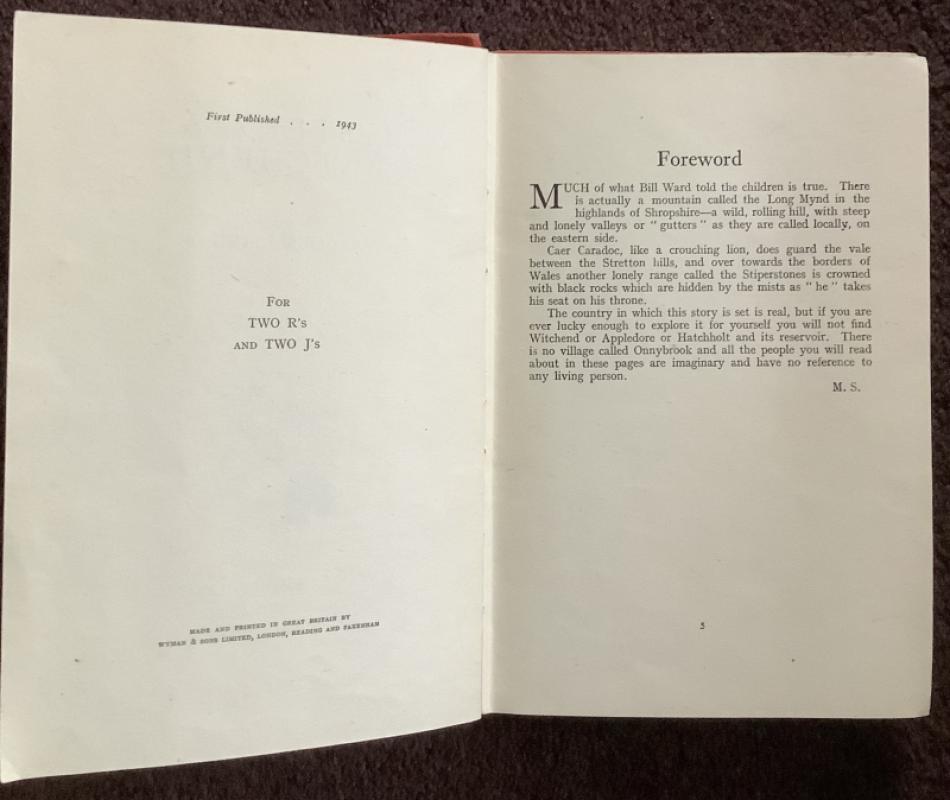 First Published . . . 1943
FOR
TWO R's
AND TWO J's
MADE AND PRINTED IN GREAT BRITAIN BY
WYMAN & SONS LIMITED, LONDON, READING AND FAKENHAM
Foreword
MUCH of what Bill Ward told the children is true. There
is actually a mountain called the Long Mynd in the
highlands of Shropshire—a wild, rolling hill, with steep
and lonely valleys or "gutters" as they are called locally, on
the eastern side.
Caer Caradoc, like a crouching lion, does guard the vale
between the Stretton hills, and over towards the borders of
Wales another lonely range called the Stiperstones is crowned
with black rocks which are hidden by the mists as "he" takes
his seat on his throne.
The country in which this story is set is real, but if you are
ever lucky enough to explore it for yourself you will not find
Witchend or Appledore or Hatchholt and its reservoir. There
is no village called Onnybrook and all the people you will read
about in these pages are imaginary and have no reference to
any living person.
M. S.
5